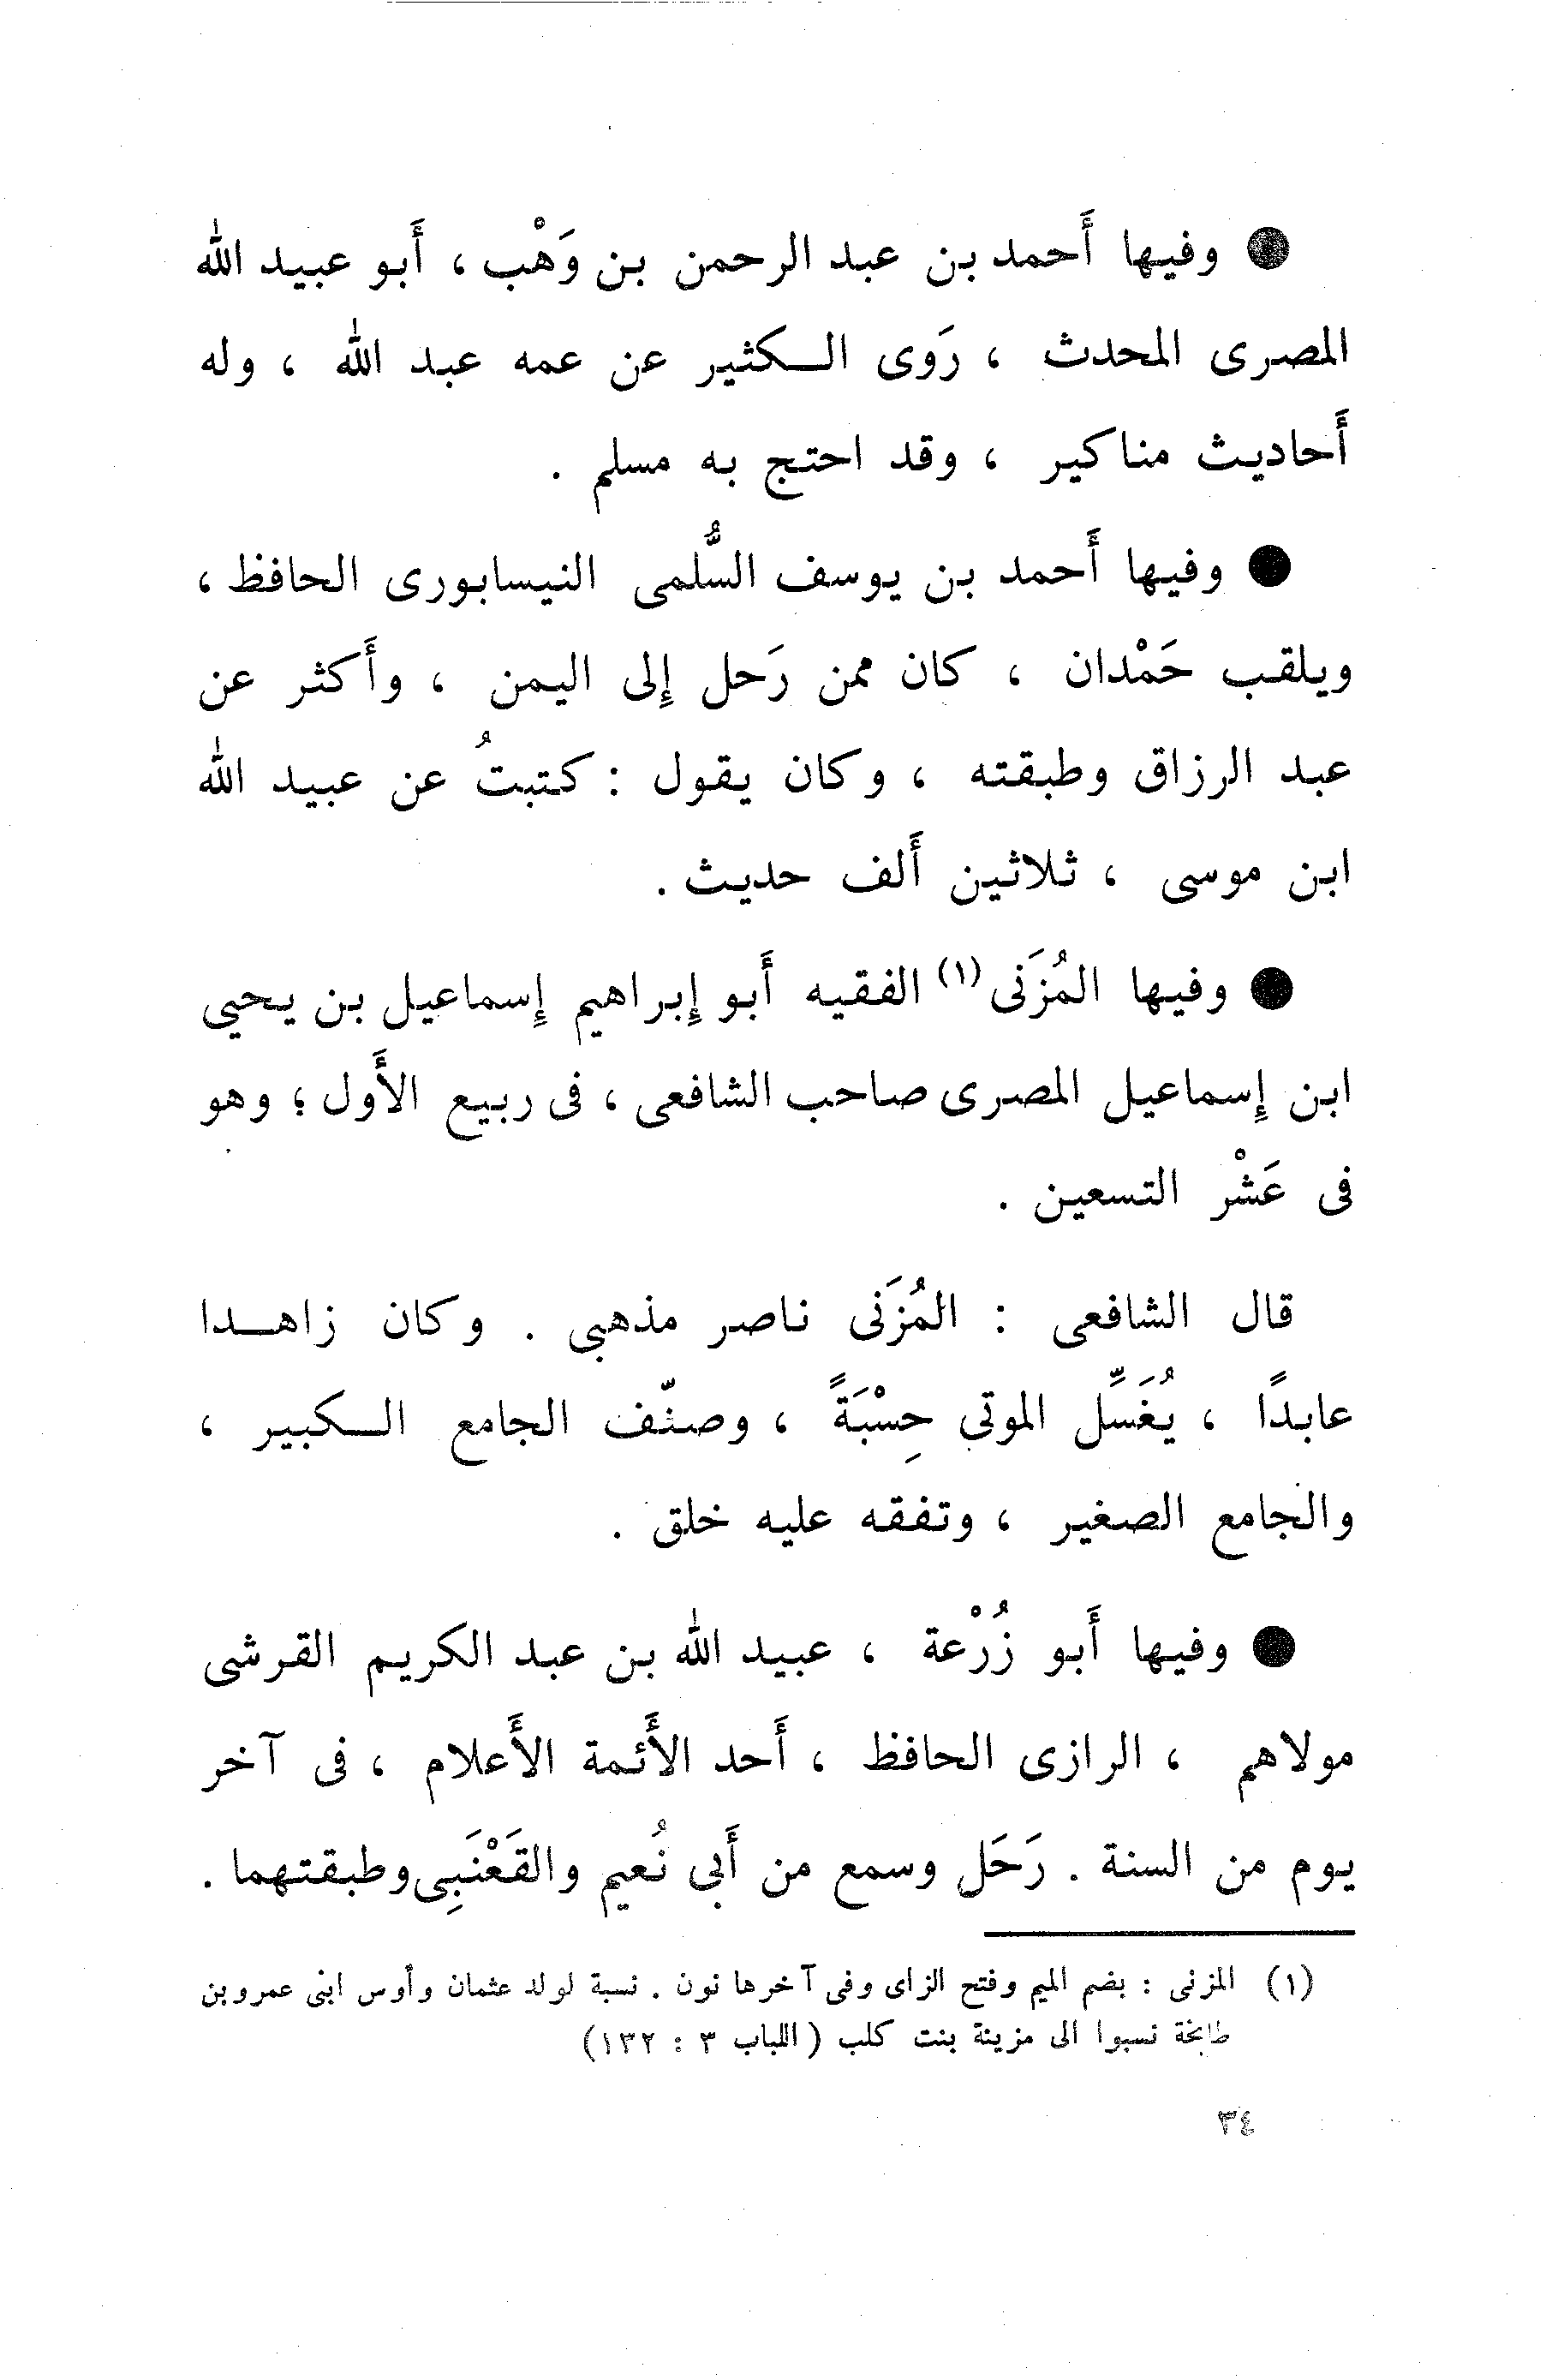 ● وفيها أَحمد بن عبد الرحمن بن وَهْب ، أَبو عبيد الله
المصرى المحدث ، رَوى الـكثير عن عمه عبد الله ، وله
أَحاديث مناكير ، وقد احتج به مسلم .
● وفيها أَحمد بن يوسف السُّلمى النيسابورى الحافظ ،
ويلقب حَمْدان ، كان ممن رَحل إلى اليمن ، وأَكثر عن
عبد الرزاق وطبقته ، وكان يقول : كتبتُ عن عبيد الله
ابن موسى ، ثلاثين أَلف حديث .
● وفيها المُزَنى (١) الفقيه أَبو إبراهيم إسماعيل بن يحيى
ابن إسماعيل المصرى صاحب الشافعى ، فى ربيع الأَول ؛ وهو
فى عَشْر التسعين .
قال الشافعى : المُزَنى ناصر مذهبى . وكان زاهـدا
عابداً ، يُغَسِّل الموتى حِسْبَةً ، وصنّف الجامع الـكبير ،
والجامع الصغير ، وتفقه عليه خلق .
● وفيها أَبو زُرْعة ، عبيد الله بن عبد الكريم القرشى
مولاهم ، الرازى الحافظ ، أَحد الأَئمة الأَعلام ، فى آخر
يوم من السنة . رَحَل وسمع من أَبى نُعيم والقَعْنَبِى وطبقتهما .
(١) المزنى : بضم الميم وفتح الزاى وفى آخرها نون . نسبة لولد عثمان وأوس ابنى عمرو بن
طابخة نسبوا الى مزينة بنت كلب (اللباب ٣ : ١٣٢)
٣٤